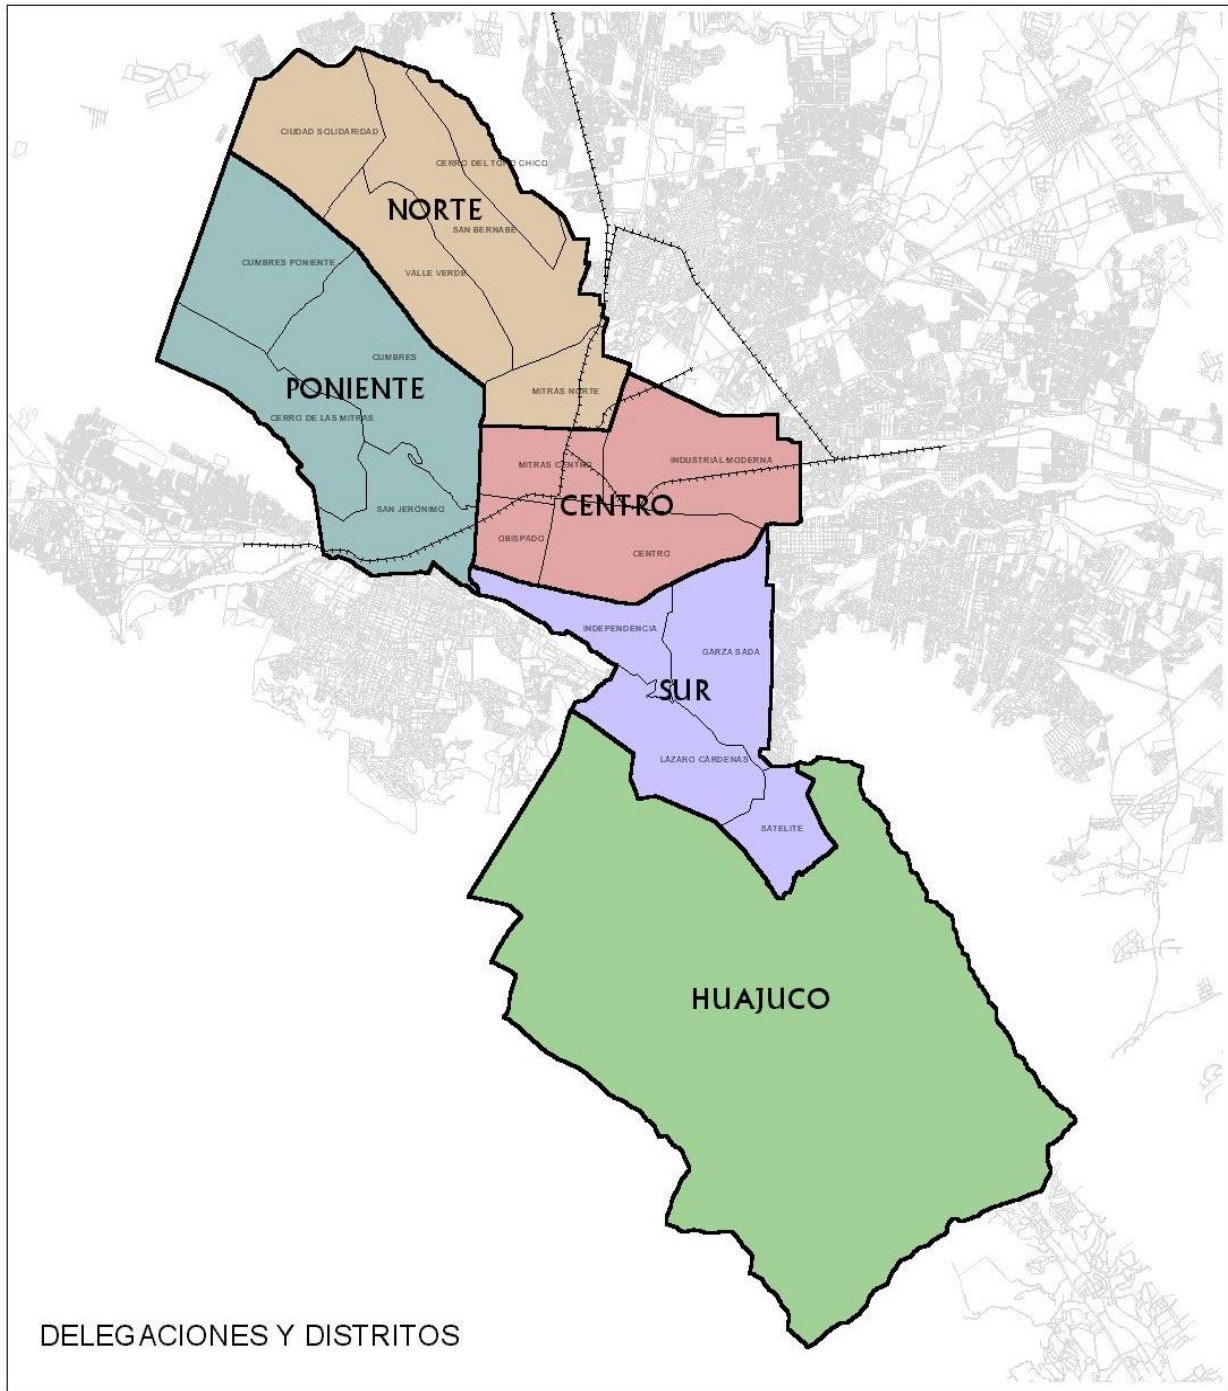 CIUDAD SOLIDARIDAD
CERRO DEL TOPO CHICO
NORTE
SAN BERNABE
CUMBRES PONIENTE
VALLE VERDE
CUMBRES
PONIENTE
MITRAS NORTE
CERRO DE LAS MITRAS
MITRAS CENTRO
INDUSTRIAL MODERNA
CENTRO
SAN JERÓNIMO
OBISPADO
CENTRO
INDEPENDENCIA
GARZA SADA
SUR
LÁZARO CÁRDENAS
SATELITE
HUAJUCO
DELEGACIONES Y DISTRITOS